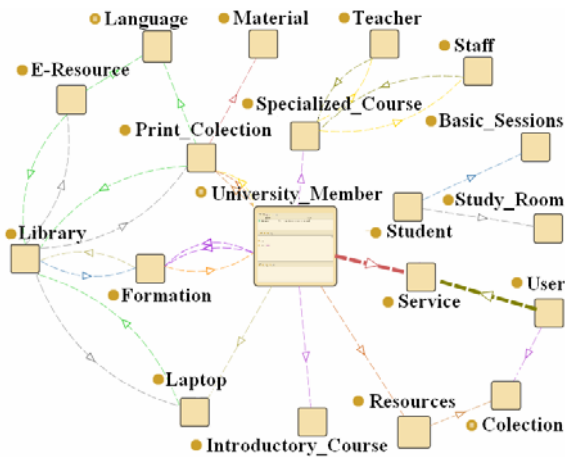 Language
Material
Teacher
Staff
E-Resource
Specialized_Course
Basic_Sessions
Print_Colection
University_Member
Study_Room
Library
Student
Formation
Service
User
Laptop
Resources
Colection
Introductory_Course